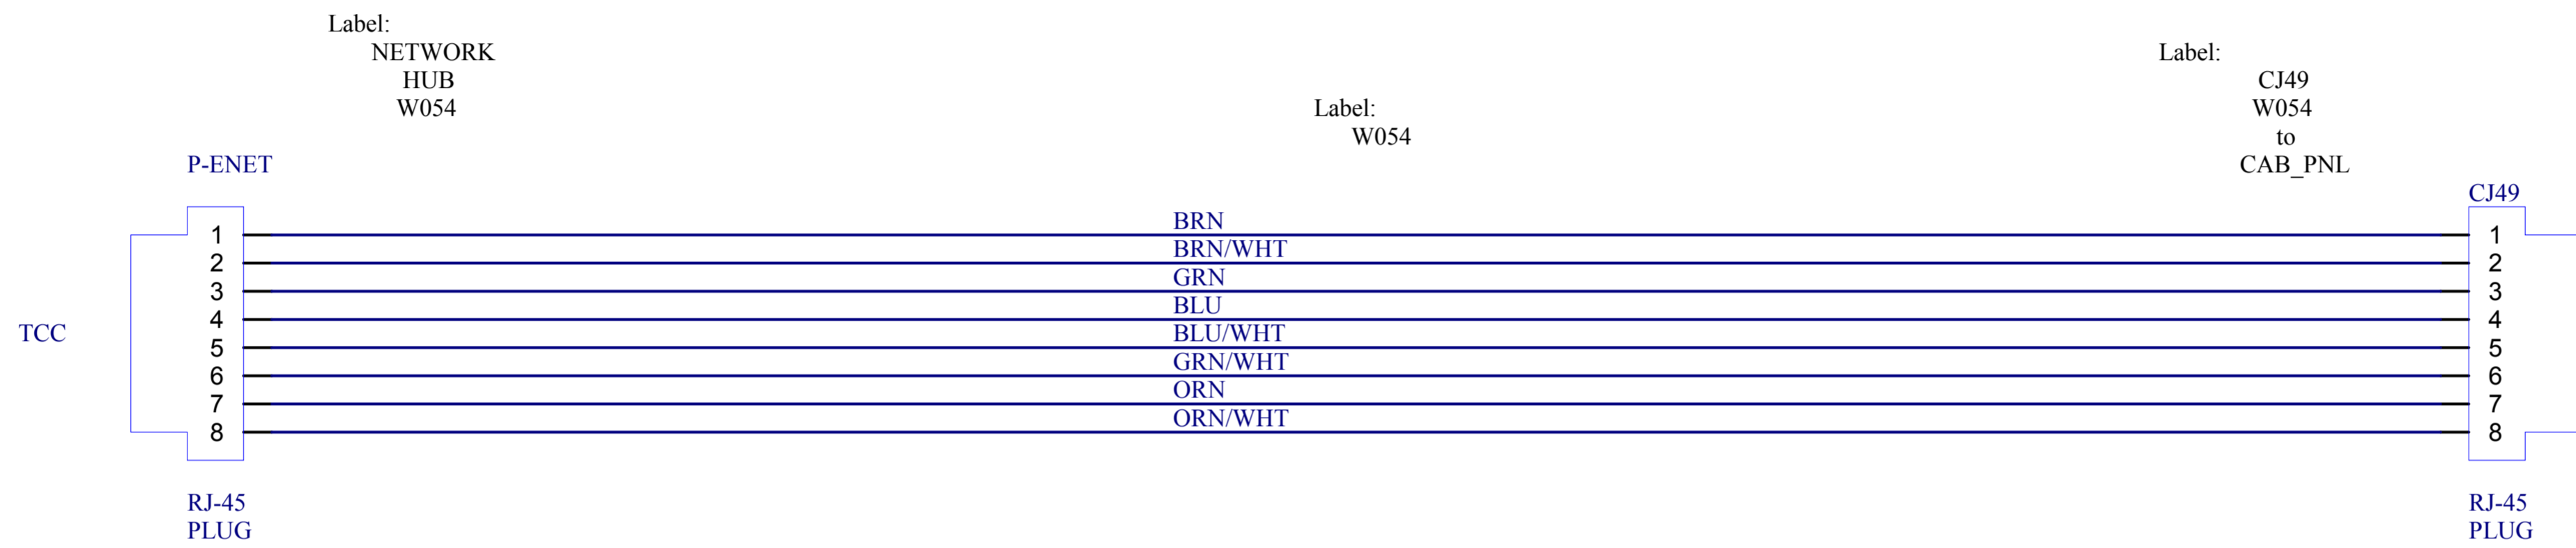 Label:
NETWORK
HUB
W054
Label:
W054
Label:
CJ49
W054
to
CAB_PNL
P-ENET
CJ49
TCC
1
2
3
4
5
6
7
8
BRN
BRN/WHT
GRN
BLU
BLU/WHT
GRN/WHT
ORN
ORN/WHT
1
2
3
4
5
6
7
8
RJ-45
PLUG
RJ-45
PLUG